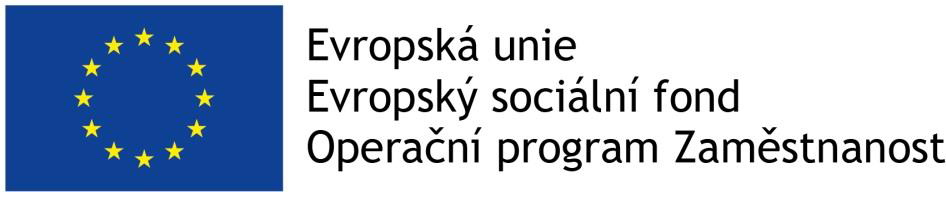 Evropská unie
Evropský sociální fond
Operační program Zaměstnanost